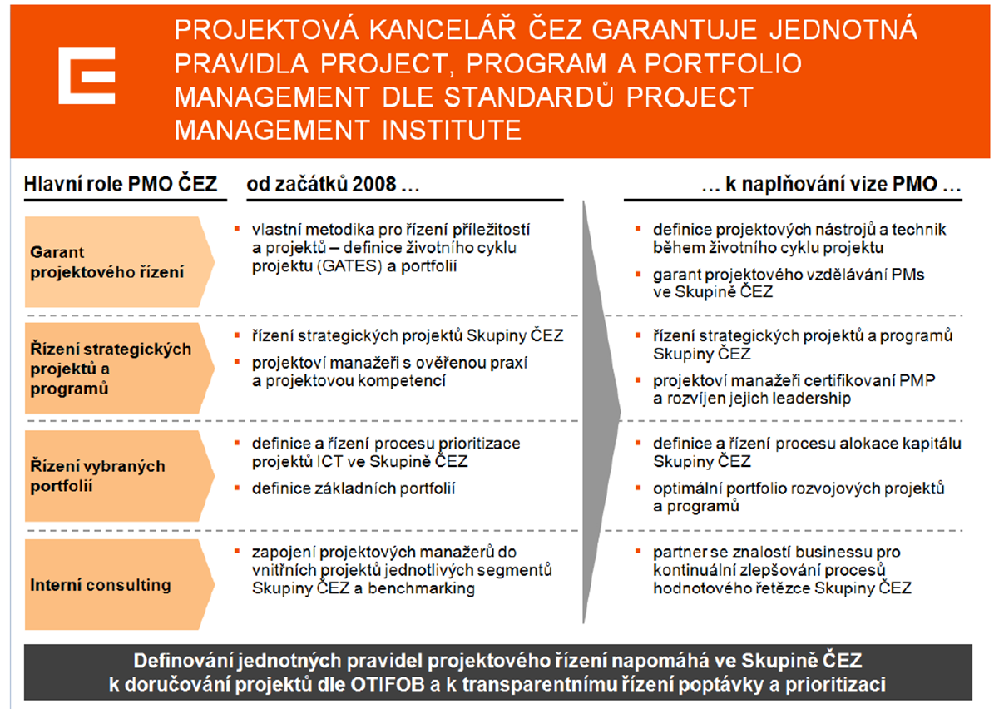 PROJEKTOVÁ KANCELÁŘ ČEZ GARANTUJE JEDNOTNÁ
PRAVIDLA PROJECT, PROGRAM A PORTFOLIO
MANAGEMENT DLE STANDARDŮ PROJECT
MANAGEMENT INSTITUTE
Hlavní role PMO ČEZ
od začátků 2008 ...
... k naplňování vize PMO ...
Garant
projektového řízení
▪ vlastní metodika pro řízení příležitostí
a projektů – definice životního cyklu
projektu (GATES) a portfolií
▪ definice projektových nástrojů a technik
během životního cyklu projektu
▪ garant projektového vzdělávání PMs
ve Skupině ČEZ
Řízení strategických
projektů a
programů
▪ řízení strategických projektů Skupiny ČEZ
▪ projektoví manažeři s ověřenou praxí
a projektovou kompetencí
▪ řízení strategických projektů a programů
Skupiny ČEZ
▪ projektoví manažeři certifikovaní PMP
a rozvíjen jejich leadership
Řízení vybraných
portfolií
▪ definice a řízení procesu prioritizace
projektů ICT ve Skupině ČEZ
▪ definice základních portfolií
▪ definice a řízení procesu alokace kapitálu
Skupiny ČEZ
▪ optimální portfolio rozvojových projektů
a programů
Interní consulting
▪ zapojení projektových manažerů do
vnitřních projektů jednotlivých segmentů
Skupiny ČEZ a benchmarking
▪ partner se znalostí businessu pro
kontinuální zlepšování procesů
hodnotového řetězce Skupiny ČEZ
Definování jednotných pravidel projektového řízení napomáhá ve Skupině ČEZ
k doručování projektů dle OTIFOB a k transparentnímu řízení poptávky a prioritizaci